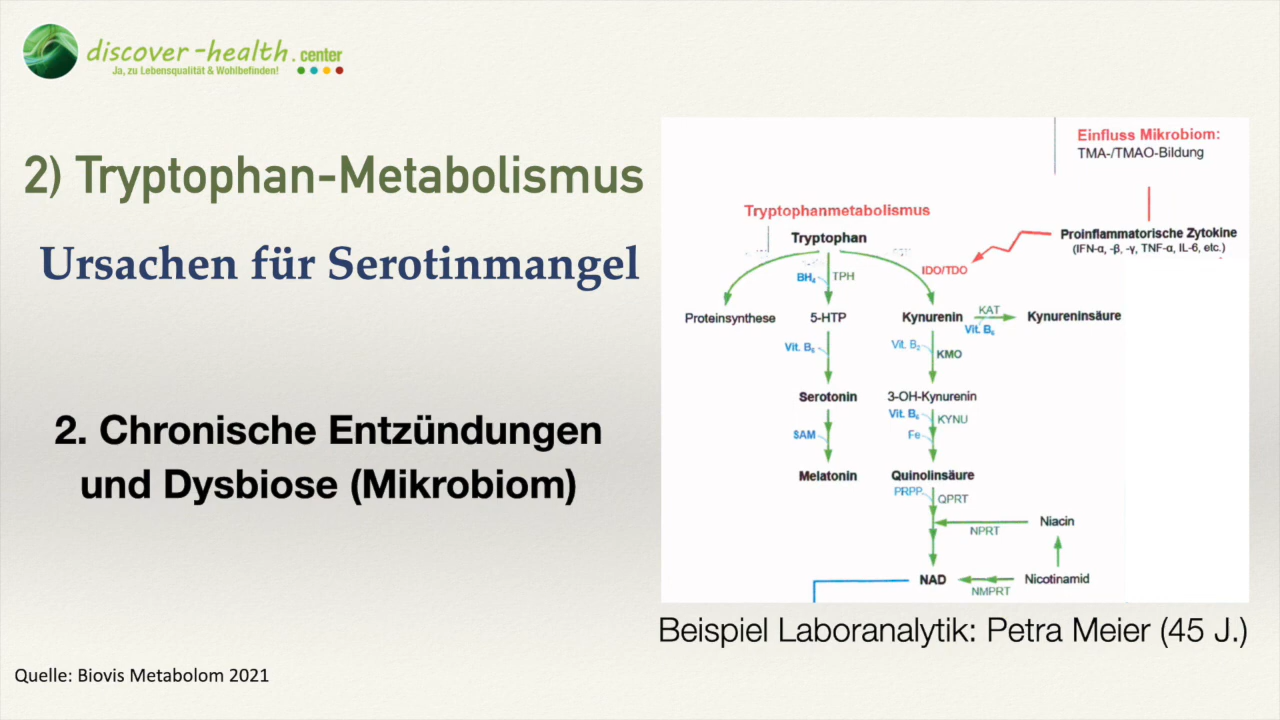 discover-health.center
Ja, zu Lebensqualität & Wohlbefinden!
2) Tryptophan-Metabolismus
Ursachen für Serotinmangel
2. Chronische Entzündungen
und Dysbiose (Mikrobiom)
Einfluss Mikrobiom:
TMA-/TMAO-Bildung
Tryptophanmetabolismus
Proinflammatorische Zytokine
(IFN-α, -β, -γ, TNF-α, IL-6, etc.)
Tryptophan
IDO/TDO
BH4 TPH
Proteinsynthese
5-HTP
Kynurenin
KAT
Vit. B6
Kynureninsäure
Vit. B6
Vit. B2
KMO
Serotonin
3-OH-Kynurenin
Vit. B6
KYNU
SAM
Fe
Melatonin
Quinolinsäure
PRPP
QPRT
Niacin
NPRT
NAD
Nicotinamid
NMPRT
Beispiel Laboranalytik: Petra Meier (45 J.)
Quelle: Biovis Metabolom 2021